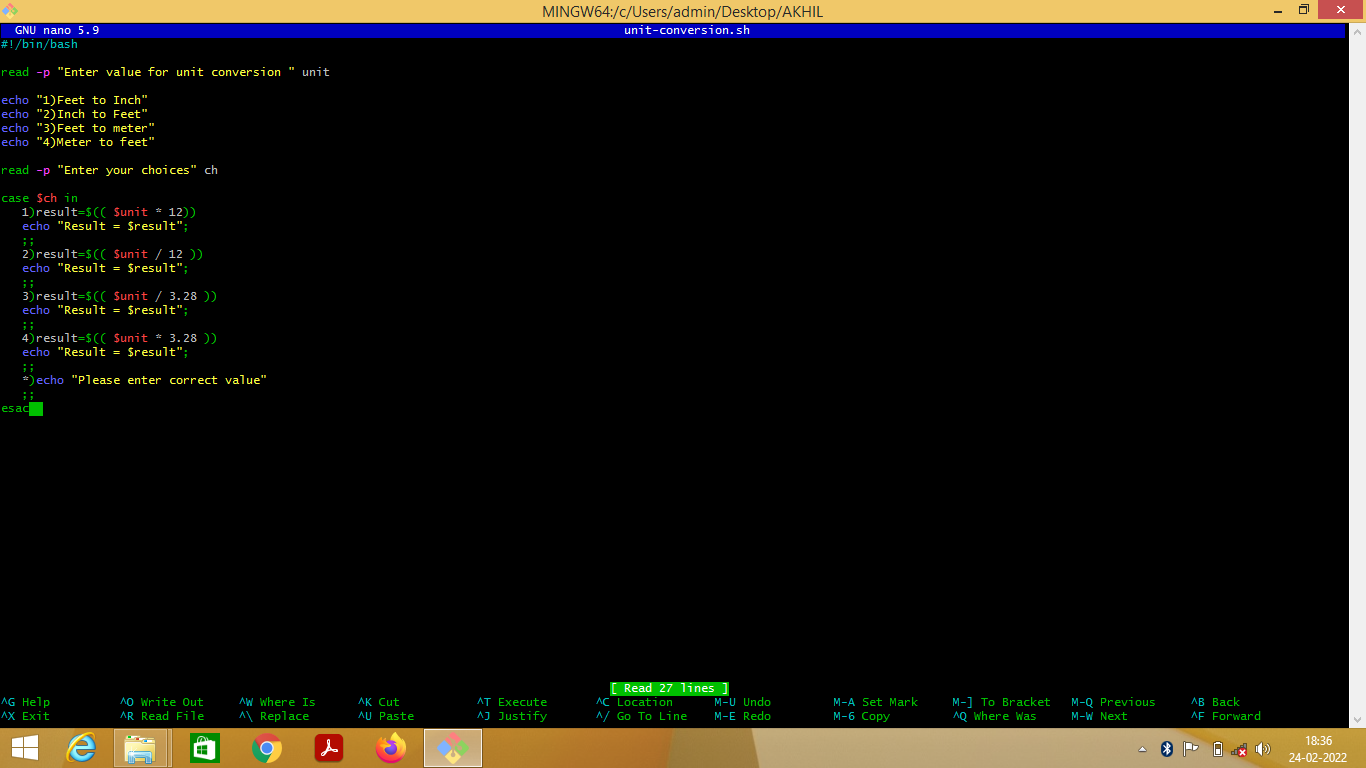 MINGW64:/c/Users/admin/Desktop/AKHIL
GNU nano 5.9 unit-conversion.sh
#!/bin/bash
read -p "Enter value for unit conversion " unit
echo "1)Feet to Inch"
echo "2)Inch to Feet"
echo "3)Feet to meter"
echo "4)Meter to feet"
read -p "Enter your choices" ch
case $ch in
1)result=$(( $unit * 12))
echo "Result = $result";
;;
2)result=$(( $unit / 12 ))
echo "Result = $result";
;;
3)result=$(( $unit / 3.28 ))
echo "Result = $result";
;;
4)result=$(( $unit * 3.28 ))
echo "Result = $result";
;;
*)echo "Please enter correct value"
;;
esac
[ Read 27 lines ]
^G Help ^O Write Out ^W Where Is ^K Cut ^T Execute ^C Location M-U Undo M-A Set Mark M-] To Bracket M-Q Previous ^B Back
^X Exit ^R Read File ^\ Replace ^U Paste ^J Justify ^/ Go To Line M-E Redo M-6 Copy ^Q Where Was M-W Next ^F Forward
18:36
24-02-2022